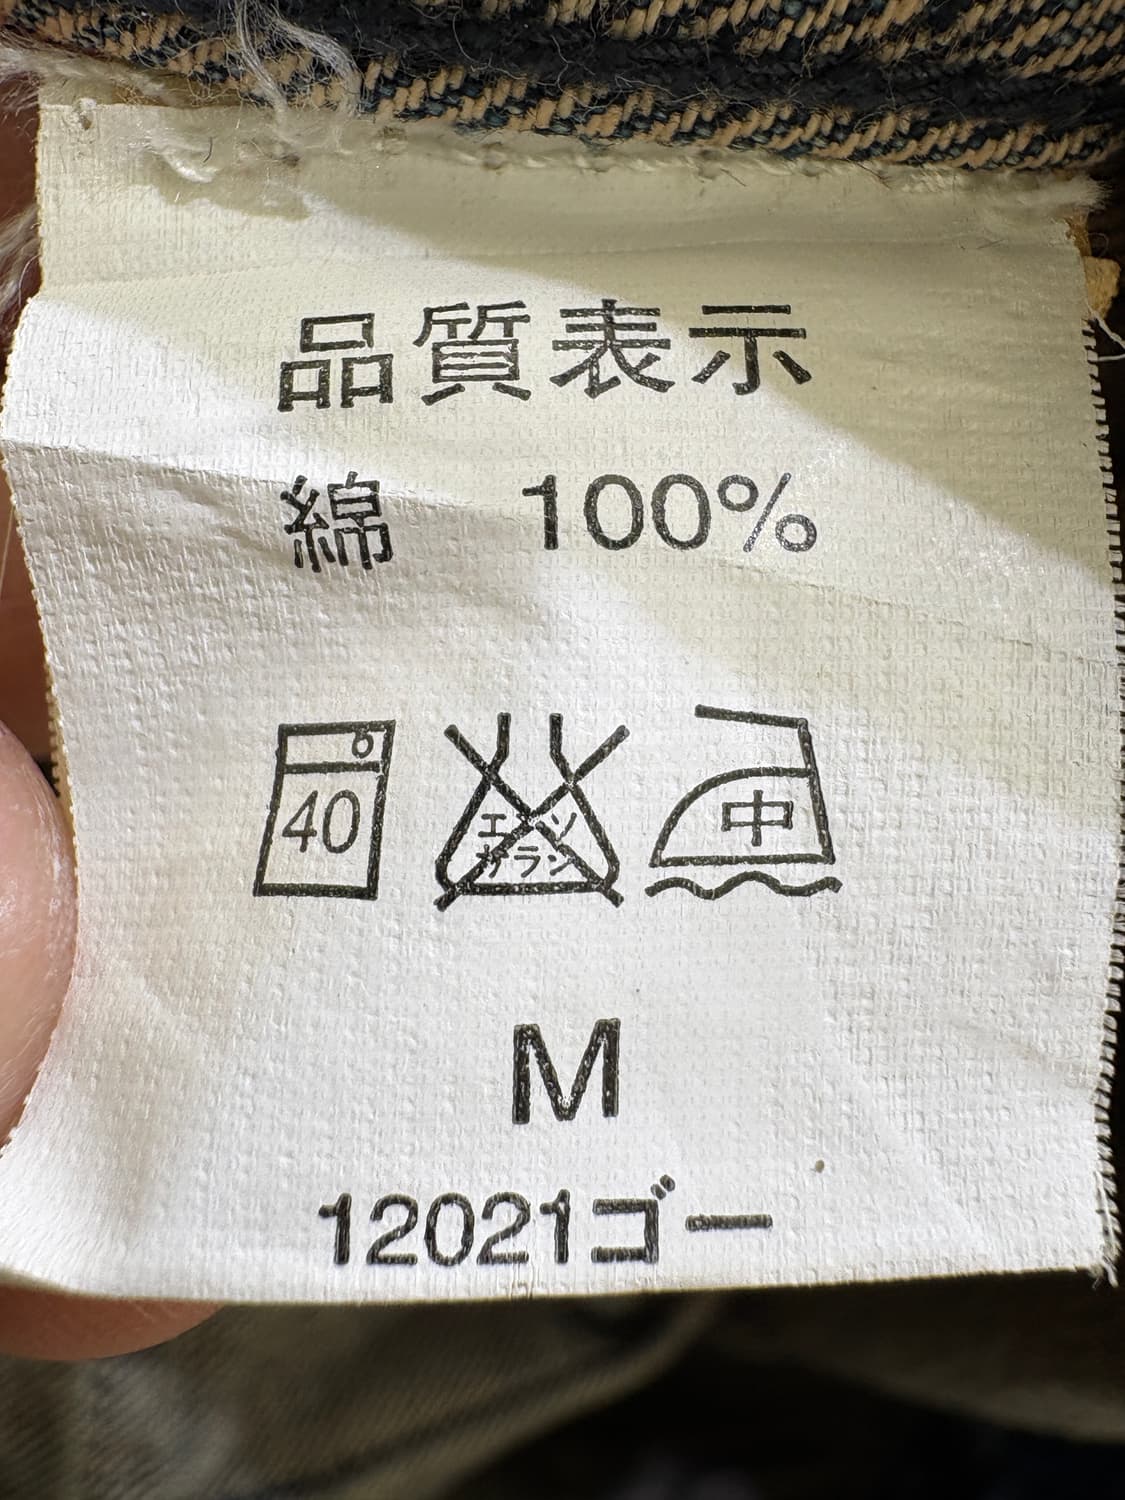 品質表示
綿 100%
40 エンソサラシ 中
M
12021ゴー